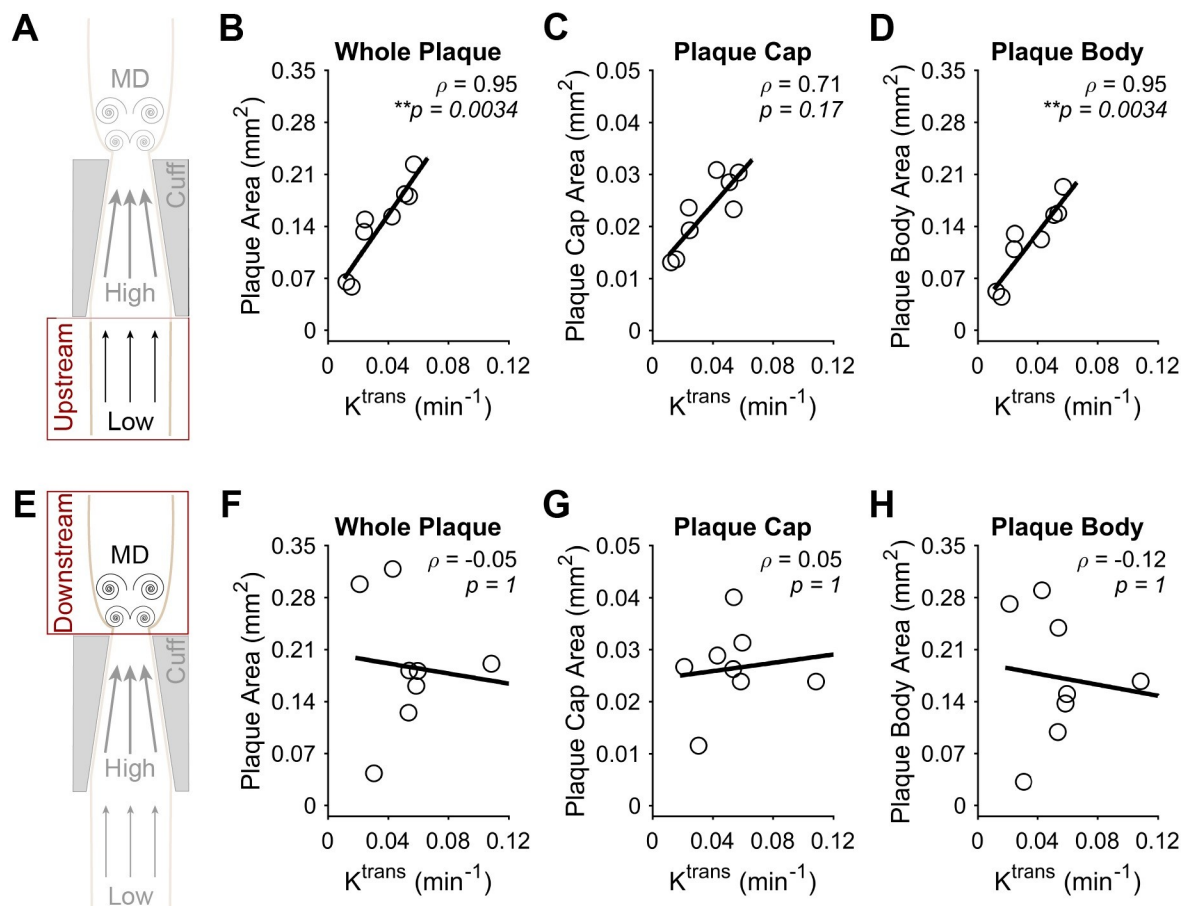 A
MD
Cuff
High
Upstream
Low
B
Whole Plaque
ρ = 0.95
**p = 0.0034
Plaque Area (mm²)
0.35
0.28
0.21
0.14
0.07
0
0 0.04 0.08 0.12
K^trans (min⁻¹)
C
Plaque Cap
ρ = 0.71
p = 0.17
Plaque Cap Area (mm²)
0.05
0.04
0.03
0.02
0.01
0
0 0.04 0.08 0.12
K^trans (min⁻¹)
D
Plaque Body
ρ = 0.95
**p = 0.0034
Plaque Body Area (mm²)
0.35
0.28
0.21
0.14
0.07
0
0 0.04 0.08 0.12
K^trans (min⁻¹)
E
Downstream
MD
Cuff
High
Low
F
Whole Plaque
ρ = -0.05
p = 1
Plaque Area (mm²)
0.35
0.28
0.21
0.14
0.07
0
0 0.04 0.08 0.12
K^trans (min⁻¹)
G
Plaque Cap
ρ = 0.05
p = 1
Plaque Cap Area (mm²)
0.05
0.04
0.03
0.02
0.01
0
0 0.04 0.08 0.12
K^trans (min⁻¹)
H
Plaque Body
ρ = -0.12
p = 1
Plaque Body Area (mm²)
0.35
0.28
0.21
0.14
0.07
0
0 0.04 0.08 0.12
K^trans (min⁻¹)